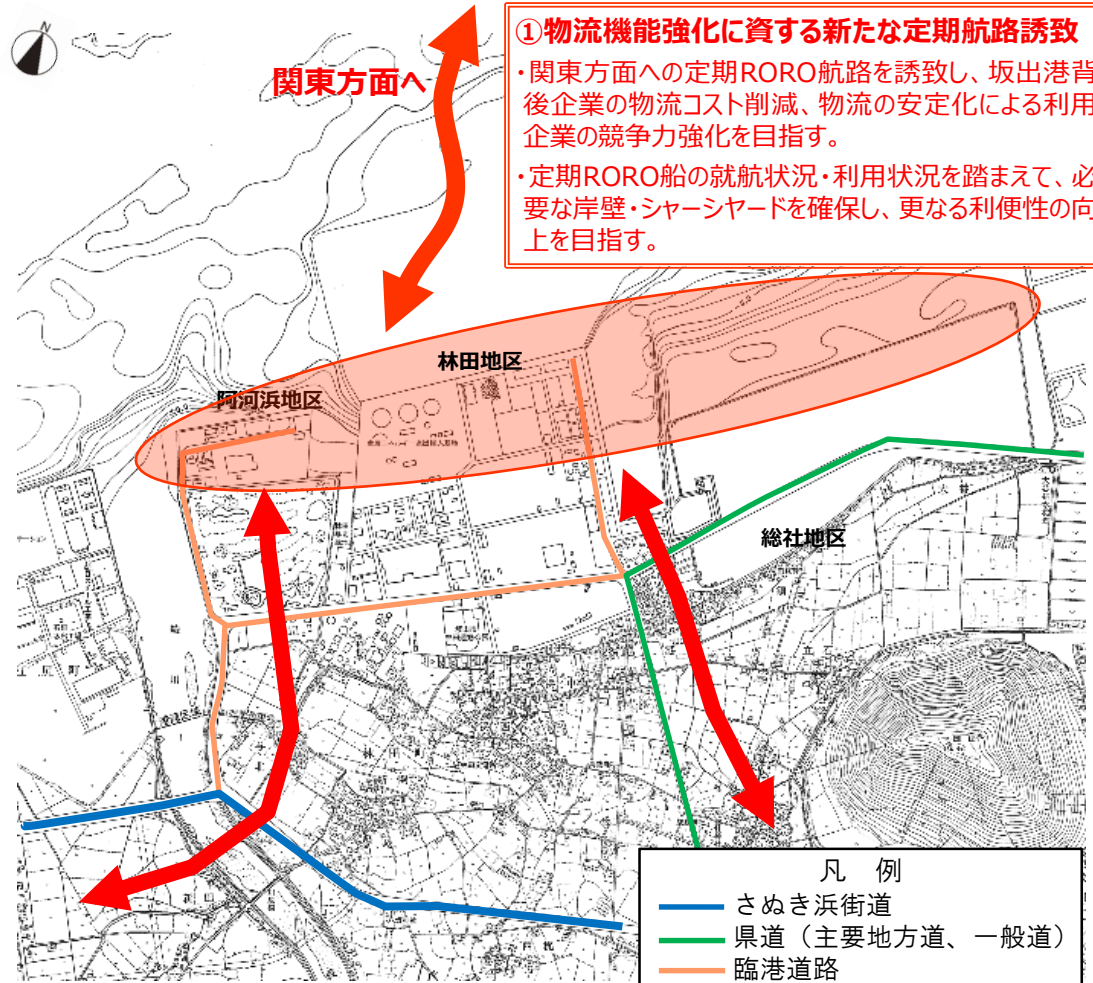 N
①物流機能強化に資する新たな定期航路誘致
・関東方面への定期RORO航路を誘致し、坂出港背
後企業の物流コスト削減、物流の安定化による利用
企業の競争力強化を目指す。
・定期RORO船の就航状況・利用状況を踏まえて、必
要な岸壁・シャーシヤードを確保し、更なる利便性の向
上を目指す。
関東方面へ
林田地区
阿河浜地区
総社地区
林田町
凡 例
さぬき浜街道
県道（主要地方道、一般道）
臨港道路